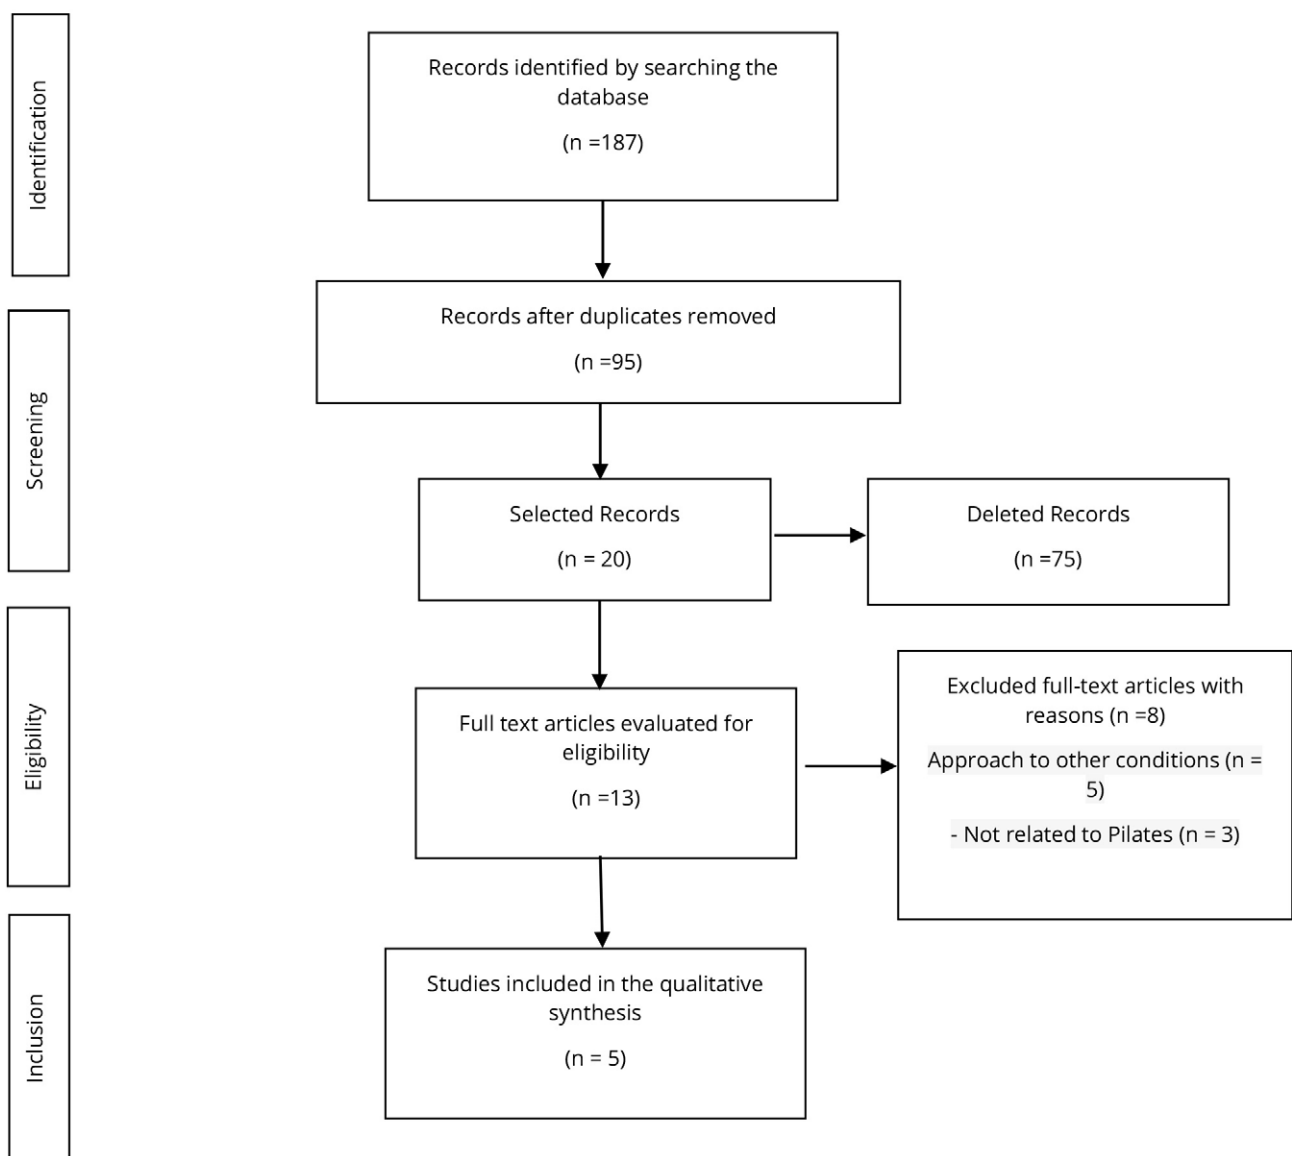 Identification
Records identified by searching the
database
(n =187)
Records after duplicates removed
(n =95)
Screening
Selected Records
(n = 20)
Deleted Records
(n =75)
Eligibility
Full text articles evaluated for
eligibility
(n =13)
Excluded full-text articles with
reasons (n =8)
Approach to other conditions (n =
5)
- Not related to Pilates (n = 3)
Inclusion
Studies included in the qualitative
synthesis
(n = 5)